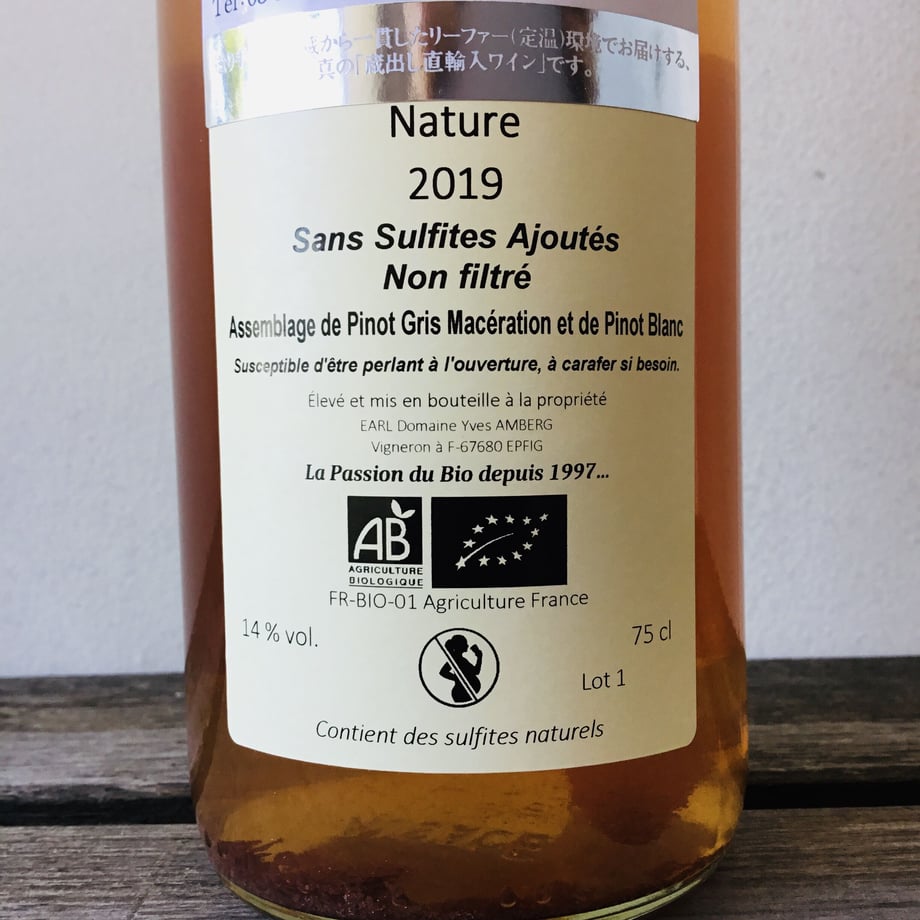 Tel:
から一貫したリーファー(定温)環境でお届けする、
真の「蔵出し直輸入ワイン」です。
Nature
2019
Sans Sulfites Ajoutés
Non filtré
Assemblage de Pinot Gris Macération et de Pinot Blanc
Susceptible d'être perlant à l'ouverture, à carafer si besoin.
Élevé et mis en bouteille à la propriété
EARL Domaine Yves AMBERG
Vigneron à F-67680 EPFIG
La Passion du Bio depuis 1997...
AB
AGRICULTURE
BIOLOGIQUE
FR-BIO-01 Agriculture France
14 % vol.
75 cl
Lot 1
Contient des sulfites naturels